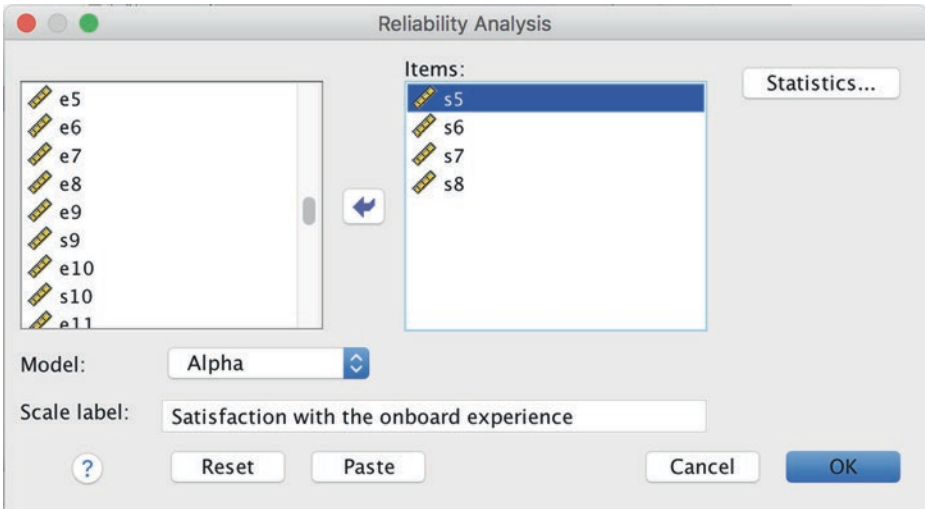 Reliability Analysis
Items:
Statistics...
e5
e6
e7
e8
e9
s9
e10
s10
e11
s5
s6
s7
s8
Model:
Alpha
Scale label:
Satisfaction with the onboard experience
?
Reset
Paste
Cancel
OK